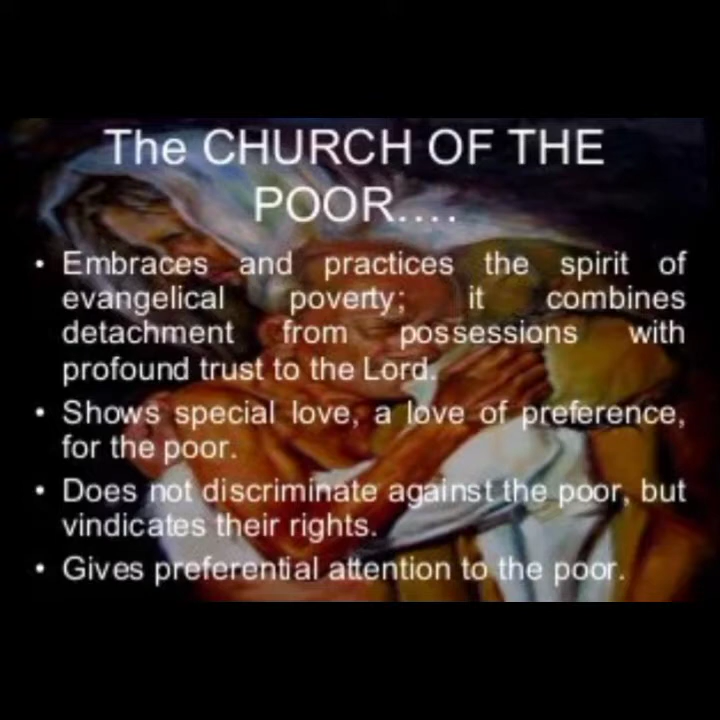 The CHURCH OF THE
POOR....
• Embraces and practices the spirit of
evangelical poverty; it combines
detachment from possessions with
profound trust to the Lord.
• Shows special love, a love of preference,
for the poor.
• Does not discriminate against the poor, but
vindicates their rights.
• Gives preferential attention to the poor.